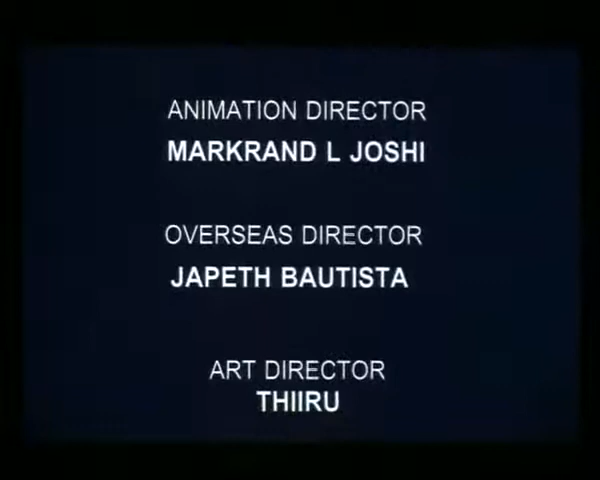 ANIMATION DIRECTOR
MARKRAND L JOSHI
OVERSEAS DIRECTOR
JAPETH BAUTISTA
ART DIRECTOR
THIIRU